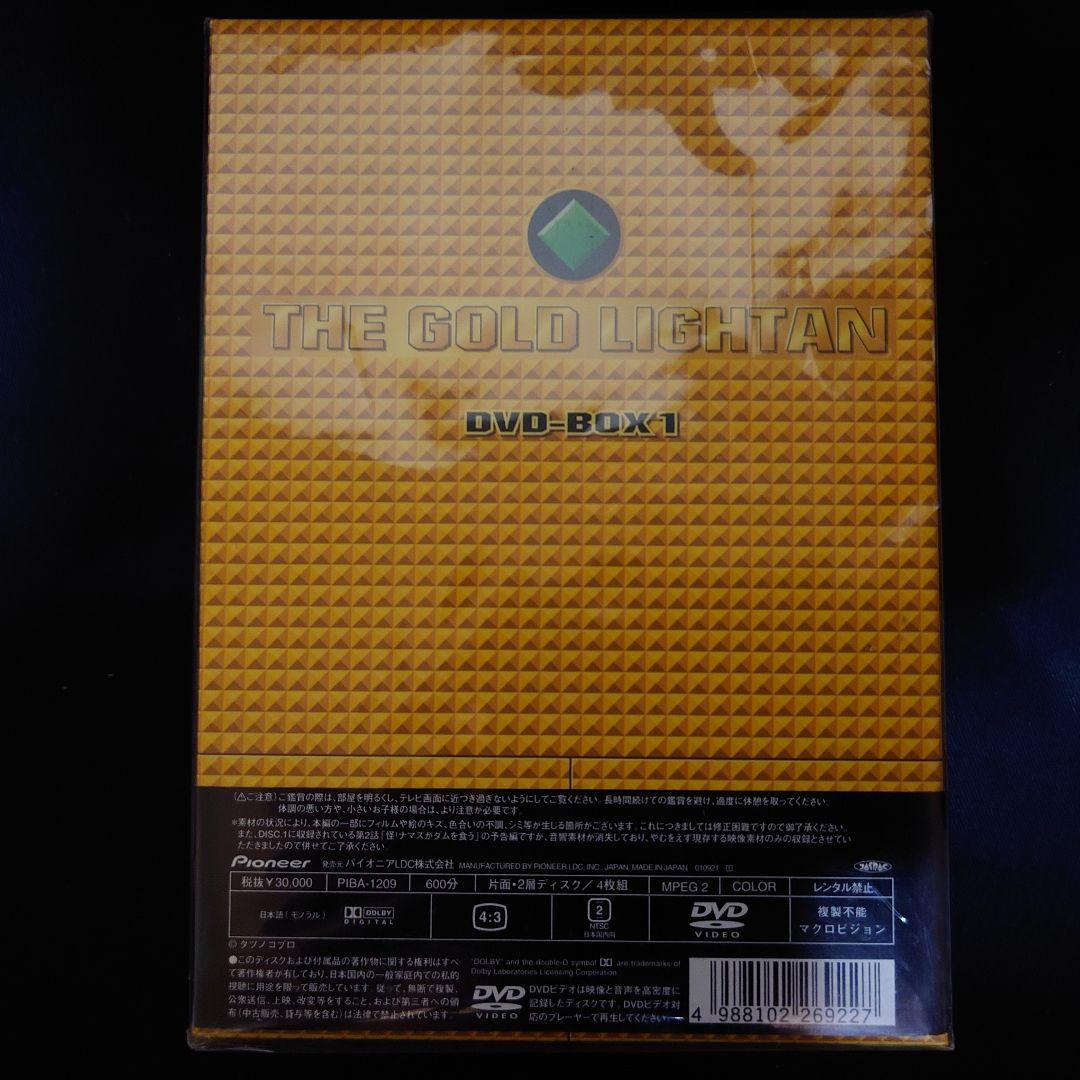 THE GOLD LIGHTAN
DVD-BOX 1
(⚠ご注意)ご鑑賞の際は、部屋を明るくし、テレビ画面に近つき過ぎないようにしてご覧ください。長時間続けての鑑賞を避け、適度に休憩を取ってください。
体調の悪い方や、小さいお子様の場合は、より注意が必要です。
*素材の状況により、本編の一部にフィルムや絵のキズ、色合いの不調、シミ等が生じる箇所がございます。これにつきましては修正困難ですので御了承ください。
また、DISC.1に収録されている第2話「怪!ナマズがダムを食う」の予告編ですが、音響素材が消失しており、やむをえず現存する映像素材のみの収録とさせてい
ただきましたので併せてご了承ください。
Pioneer 発売元 パイオニアLDC株式会社 MANUFACTURED BY PIONEER LDC, INC., JAPAN. MADE IN JAPAN 010921
税抜¥30,000 PIBA-1209 600分 片面・2層ディスク/4枚組 MPEG 2 COLOR レンタル禁止
日本語(モノラル) DOLBY DIGITAL 4:3 2 NTSC 日本国内向 DVD VIDEO 複製不能 マクロビジョン
© タツノコプロ
●このディスクおよび付属品の著作物に関する権利はすべ
て著作権者が有しており、日本国内の一般家庭内での私的
視聴に用途を限って販売しています。従って、無断で複製、
公衆送信、上映、改変等をすること、および第三者への頒
布(中古販売、貸与等を含む)は法律で禁止されています。
"DOLBY" and the double-D symbol are trademarks of
Dolby Laboratories Licensing Corporation.
DVD VIDEO
DVDビデオは映像と音声を高密度に
記録したディスクです。DVDビデオ対
応のプレーヤーで再生してください。
4 988102 269227